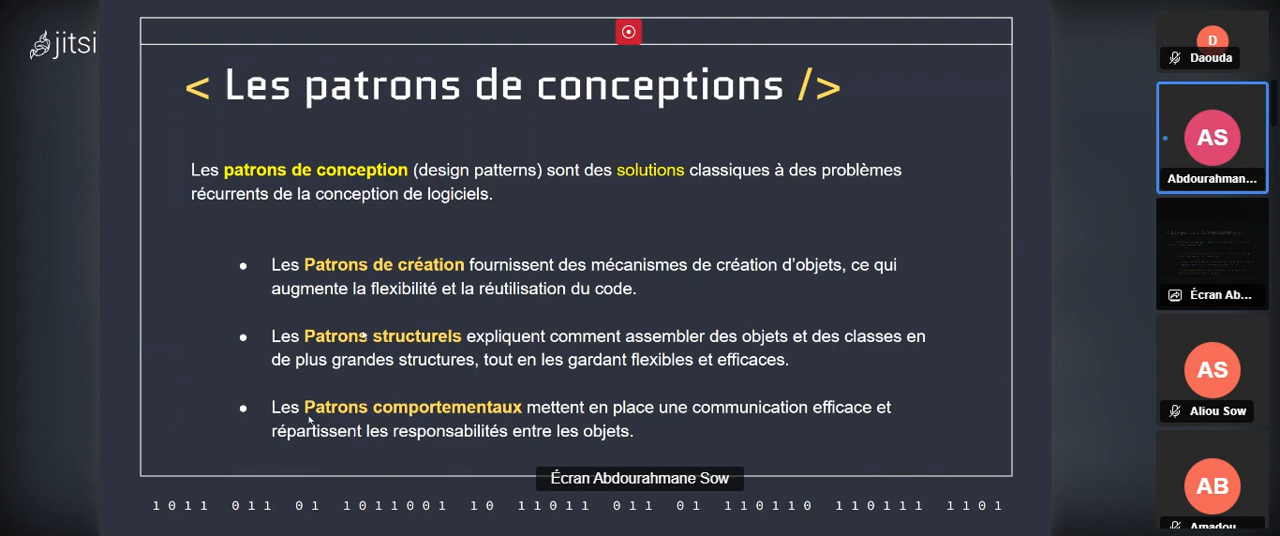 jitsi
< Les patrons de conceptions />
Les patrons de conception (design patterns) sont des solutions classiques à des problèmes
récurrents de la conception de logiciels.
● Les Patrons de création fournissent des mécanismes de création d'objets, ce qui
augmente la flexibilité et la réutilisation du code.
● Les Patrons structurels expliquent comment assembler des objets et des classes en
de plus grandes structures, tout en les gardant flexibles et efficaces.
● Les Patrons comportementaux mettent en place une communication efficace et
répartissent les responsabilités entre les objets.
Écran Abdourahmane Sow
1011 011 01 1011001 10 11011 011 01 110110 110111 1101
D
Daouda
AS
Abdourahman...
Écran Ab...
AS
Aliou Sow
AB
Amadou